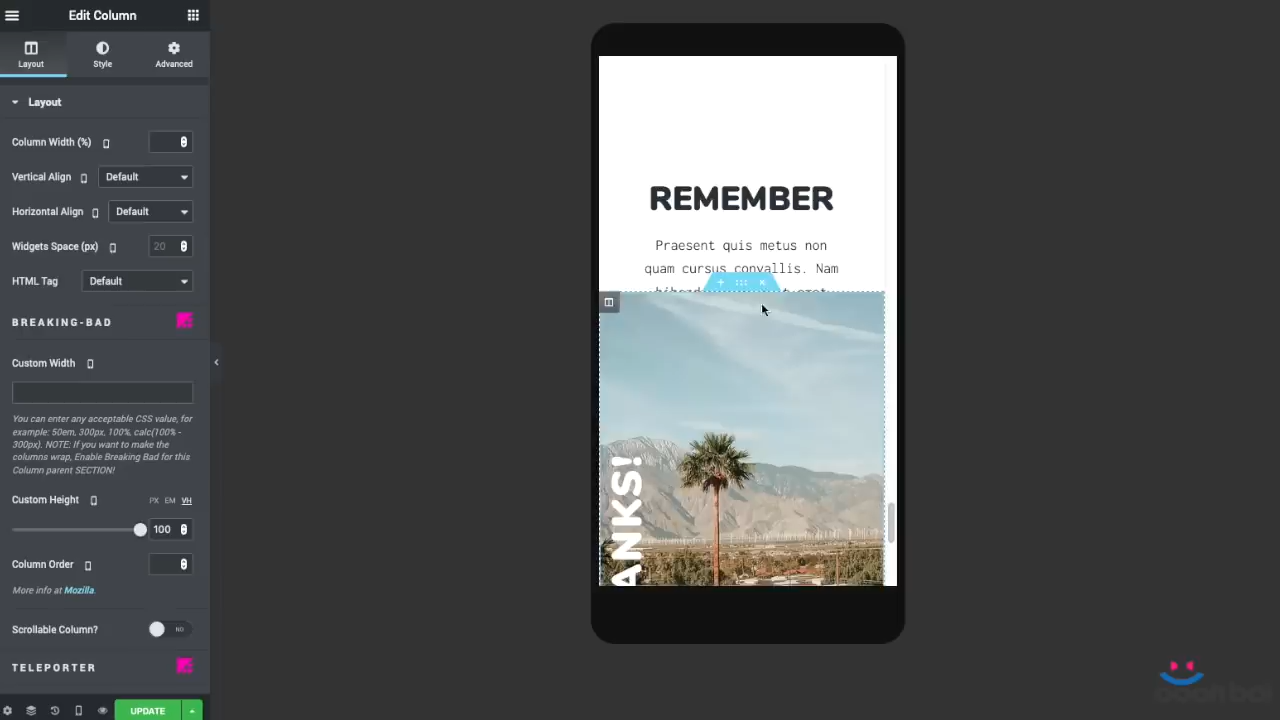 Edit Column
Layout
Style
Advanced
Layout
Column Width (%)
Vertical Align
Default
Horizontal Align
Default
Widgets Space (px)
20
HTML Tag
Default
BREAKING-BAD
Custom Width
You can enter any acceptable CSS value, for
example: 50em, 300px, 100%, calc(100% -
300px). NOTE: If you want to make the
columns wrap, Enable Breaking Bad for this
Column parent SECTION!
Custom Height
PX EM VH
100
Column Order
More info at Mozilla.
Scrollable Column?
NO
TELEPORTER
UPDATE
REMEMBER
Praesent quis metus non
quam cursus convallis. Nam
ANKS!